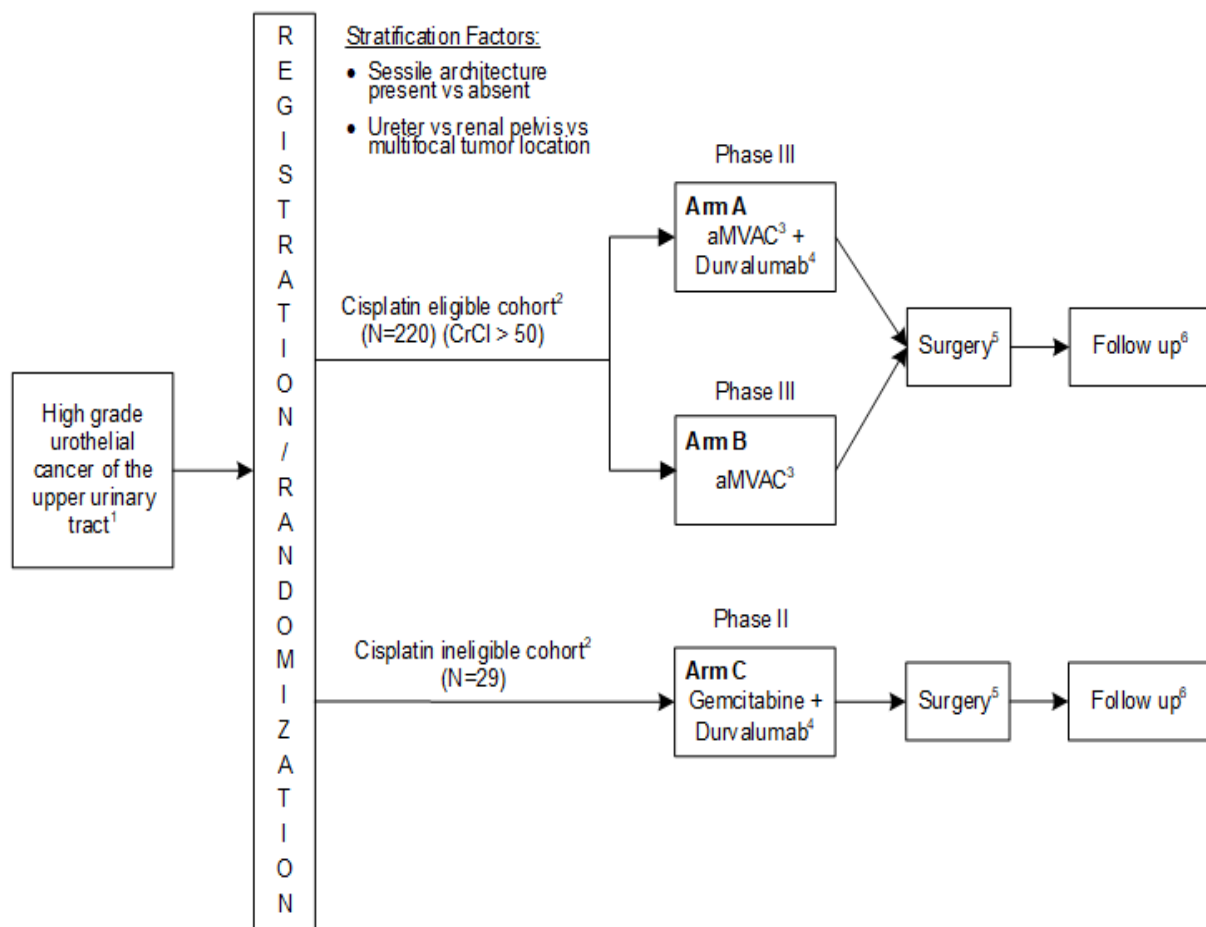 High grade
urothelial
cancer of the
upper urinary
tract¹
R
E
G
I
S
T
R
A
T
I
O
N
/
R
A
N
D
O
M
I
Z
A
T
I
O
N
Stratification Factors:
• Sessile architecture
present vs absent
• Ureter vs renal pelvis vs
multifocal tumor location
Cisplatin eligible cohort²
(N=220) (CrCl > 50)
Phase III
Arm A
aMVAC³ +
Durvalumab⁴
Phase III
Arm B
aMVAC³
Surgery⁵
Follow up⁶
Cisplatin ineligible cohort²
(N=29)
Phase II
Arm C
Gemcitabine +
Durvalumab⁴
Surgery⁵
Follow up⁶